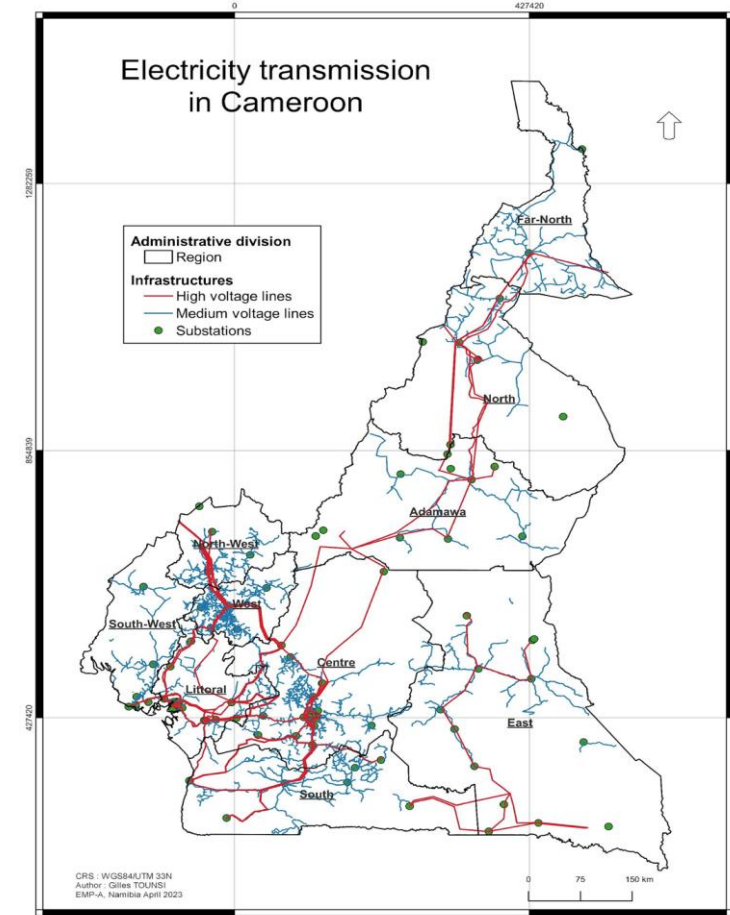 0
427420
Electricity transmission
in Cameroon
1282259
Far-North
Administrative division
Region
Infrastructures
High voltage lines
Medium voltage lines
Substations
North
854839
Adamawa
North-West
West
South-West
Centre
Littoral
427420
East
South
CRS : WGS84/UTM 33N
Author : Gilles TOUNSI
EMP-A, Namibia April 2023
0 75 150 km